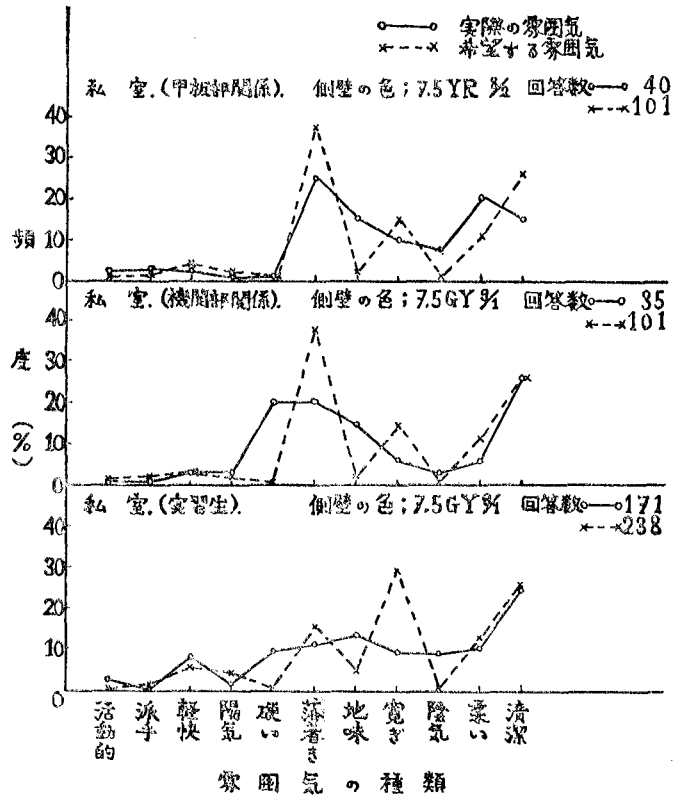 o——o 実際の雰囲気
×---× 希望する雰囲気
私 室.(甲板部関係). 側壁の色;7.5YR 8/2 回答数o——o 40
×---×101
40
30
20
頻 10
0
私 室.(機関部関係). 側壁の色;7.5GY 9/1 回答数o——o 35
×---×101
40
度 30
20
(%) 10
0
私 室.(実習生). 側壁の色;7.5GY 9/1 回答数o——o171
×---×238
40
30
20
10
0
活動的 派手 軽快 陽気 硬い 落着き 地味 寛ぎ 陰気 柔い 清潔
雰囲気の種類